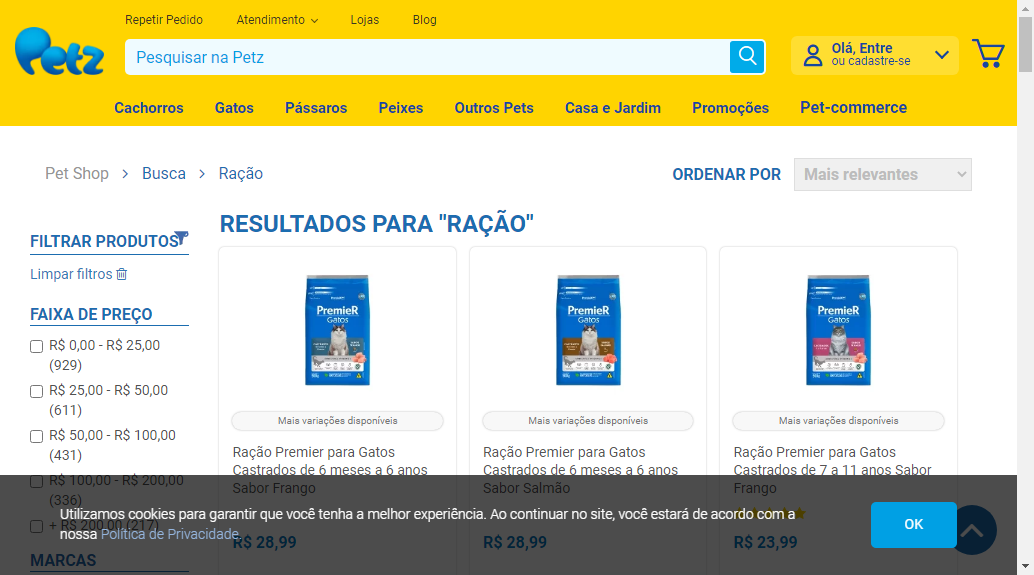 Repetir Pedido Atendimento Lojas Blog
Petz
Pesquisar na Petz
Olá, Entre
ou cadastre-se
Cachorros Gatos Pássaros Peixes Outros Pets Casa e Jardim Promoções Pet-commerce
Pet Shop > Busca > Ração
ORDENAR POR Mais relevantes
RESULTADOS PARA "RAÇÃO"
FILTRAR PRODUTOS
Limpar filtros
FAIXA DE PREÇO
R$ 0,00 - R$ 25,00
(929)
R$ 25,00 - R$ 50,00
(611)
R$ 50,00 - R$ 100,00
(431)
R$ 100,00 - R$ 200,00
(336)
+ R$ 200,00 (217)
MARCAS
PremieR
Gatos
Mais variações disponíveis
Ração Premier para Gatos
Castrados de 6 meses a 6 anos
Sabor Frango
R$ 28,99
PremieR
Gatos
Mais variações disponíveis
Ração Premier para Gatos
Castrados de 6 meses a 6 anos
Sabor Salmão
R$ 28,99
PremieR
Gatos
Mais variações disponíveis
Ração Premier para Gatos
Castrados de 7 a 11 anos Sabor
Frango
R$ 23,99
Utilizamos cookies para garantir que você tenha a melhor experiência. Ao continuar no site, você estará de acordo com a
nossa Política de Privacidade.
OK